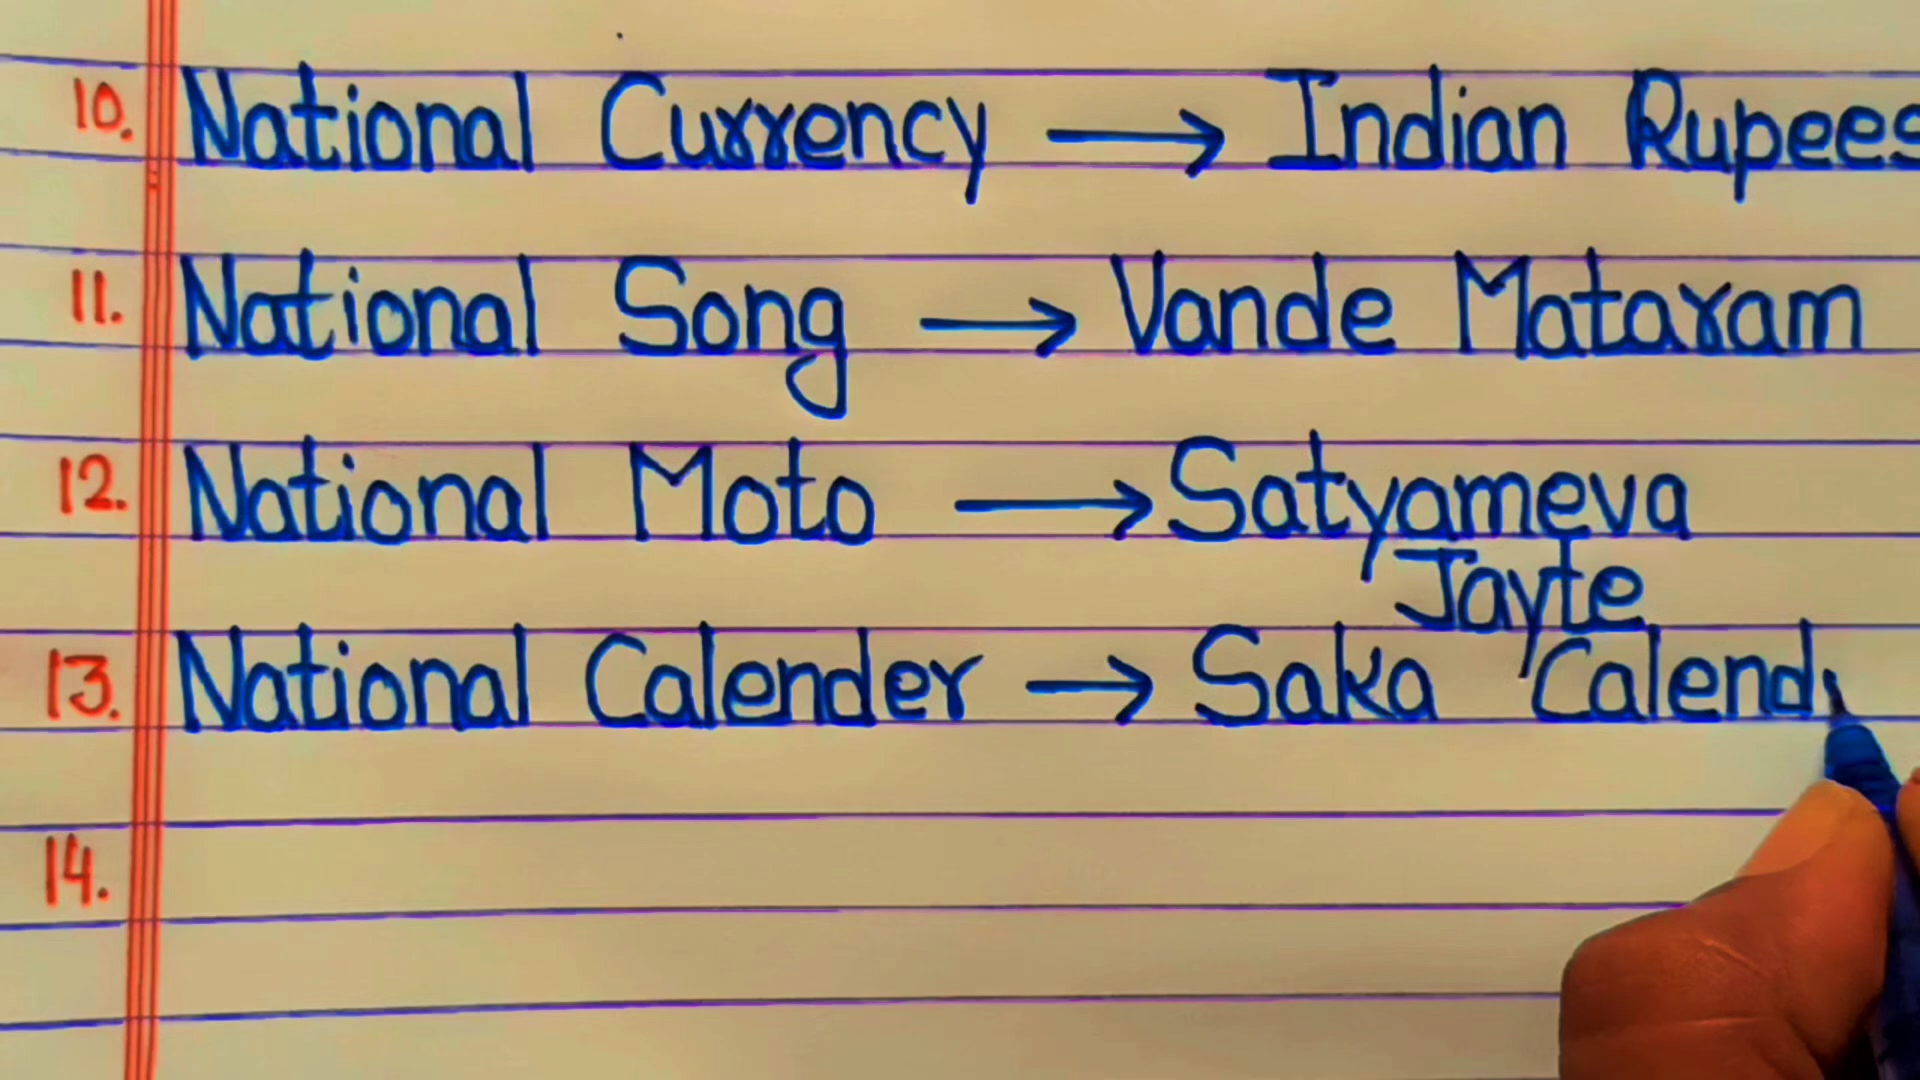 10. National Currency → Indian Rupees
11. National Song → Vande Mataram
12. National Moto → Satyameva
Jayte
13. National Calender → Saka Calend
14.